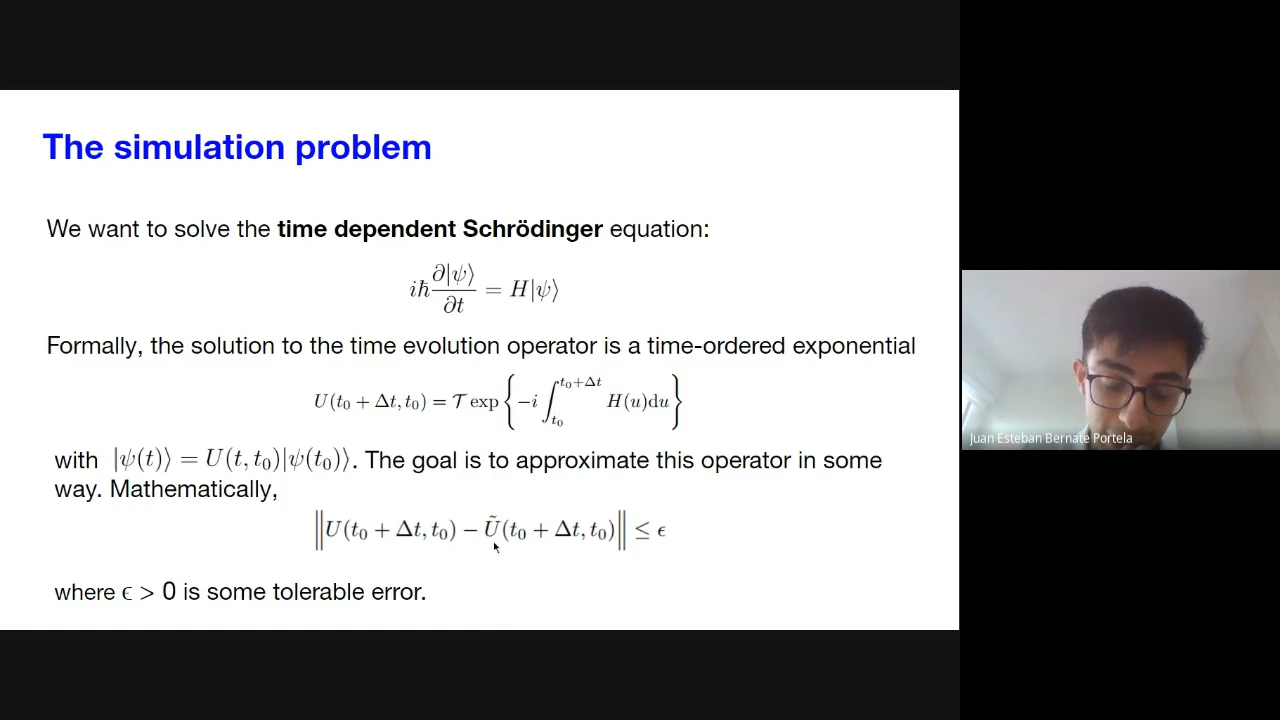 The simulation problem
We want to solve the time dependent Schrödinger equation:
iħ ∂|ψ⟩/∂t = H|ψ⟩
Formally, the solution to the time evolution operator is a time-ordered exponential
U(t₀ + Δt, t₀) = 𝒯 exp{−i ∫_{t₀}^{t₀+Δt} H(u)du}
with |ψ(t)⟩ = U(t, t₀)|ψ(t₀)⟩. The goal is to approximate this operator in some
way. Mathematically,
‖U(t₀ + Δt, t₀) − Ũ(t₀ + Δt, t₀)‖ ≤ ϵ
where ϵ > 0 is some tolerable error.
Juan Esteban Bernate Portela